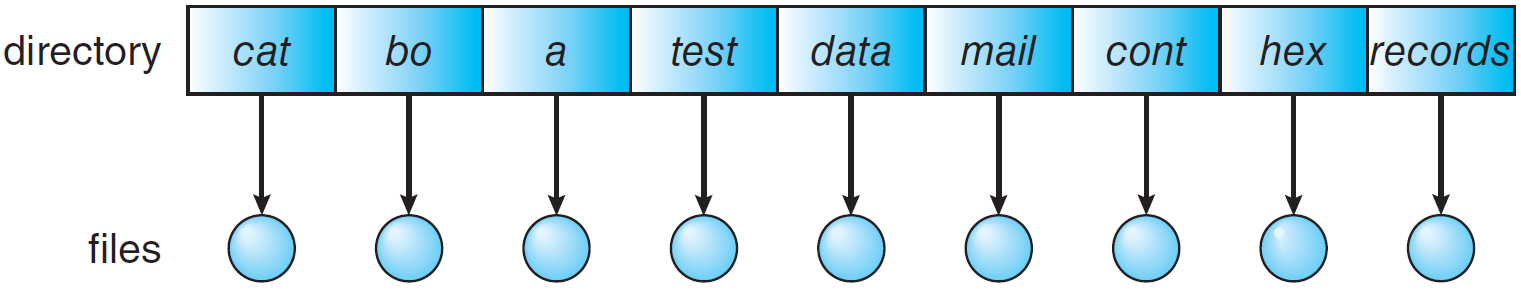 directory cat bo a test data mail cont hex records
files